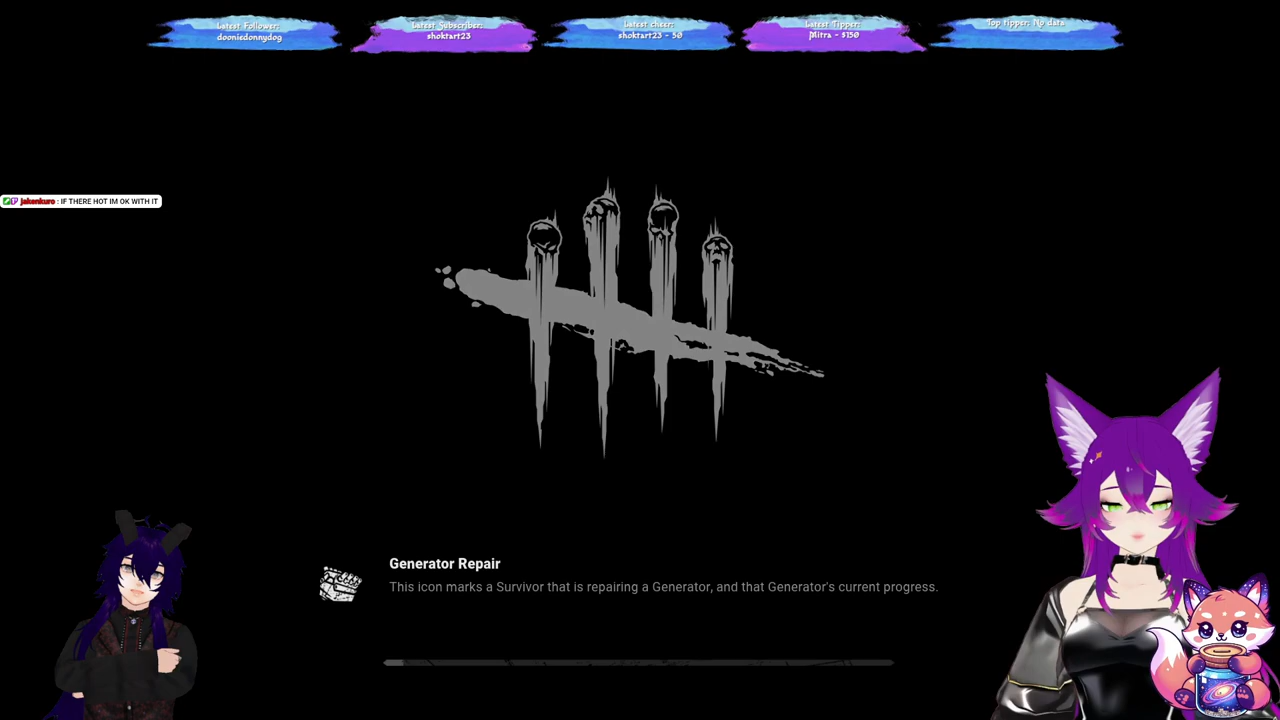 Latest Follower:
dooniedonnydog
Latest Subscriber:
shoktart23
Latest cheer:
shoktart23 - 50
Latest Tipper:
Mitra - $150
Top tipper: No data
jakenkuro : IF THERE HOT IM OK WITH IT
Generator Repair
This icon marks a Survivor that is repairing a Generator, and that Generator's current progress.